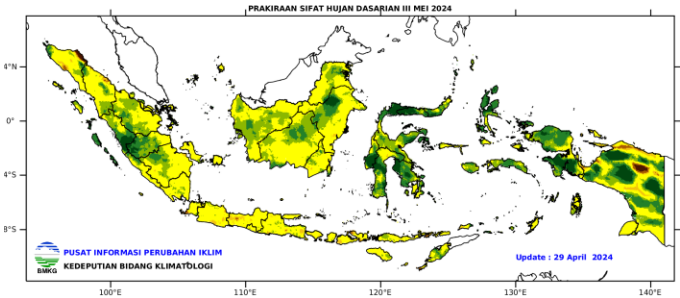 PRAKIRAAN SIFAT HUJAN DASARIAN III MEI 2024
4°N
0°
4°S
8°S
PUSAT INFORMASI PERUBAHAN IKLIM
KEDEPUTIAN BIDANG KLIMATOLOGI
BMKG
Update : 29 April 2024
100°E 110°E 120°E 130°E 140°E